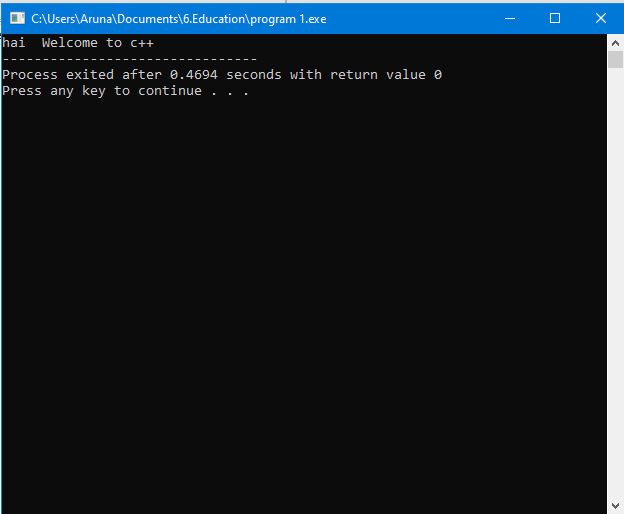 C:\Users\Aruna\Documents\6.Education\program 1.exe
hai  Welcome to c++
--------------------------------
Process exited after 0.4694 seconds with return value 0
Press any key to continue . . .